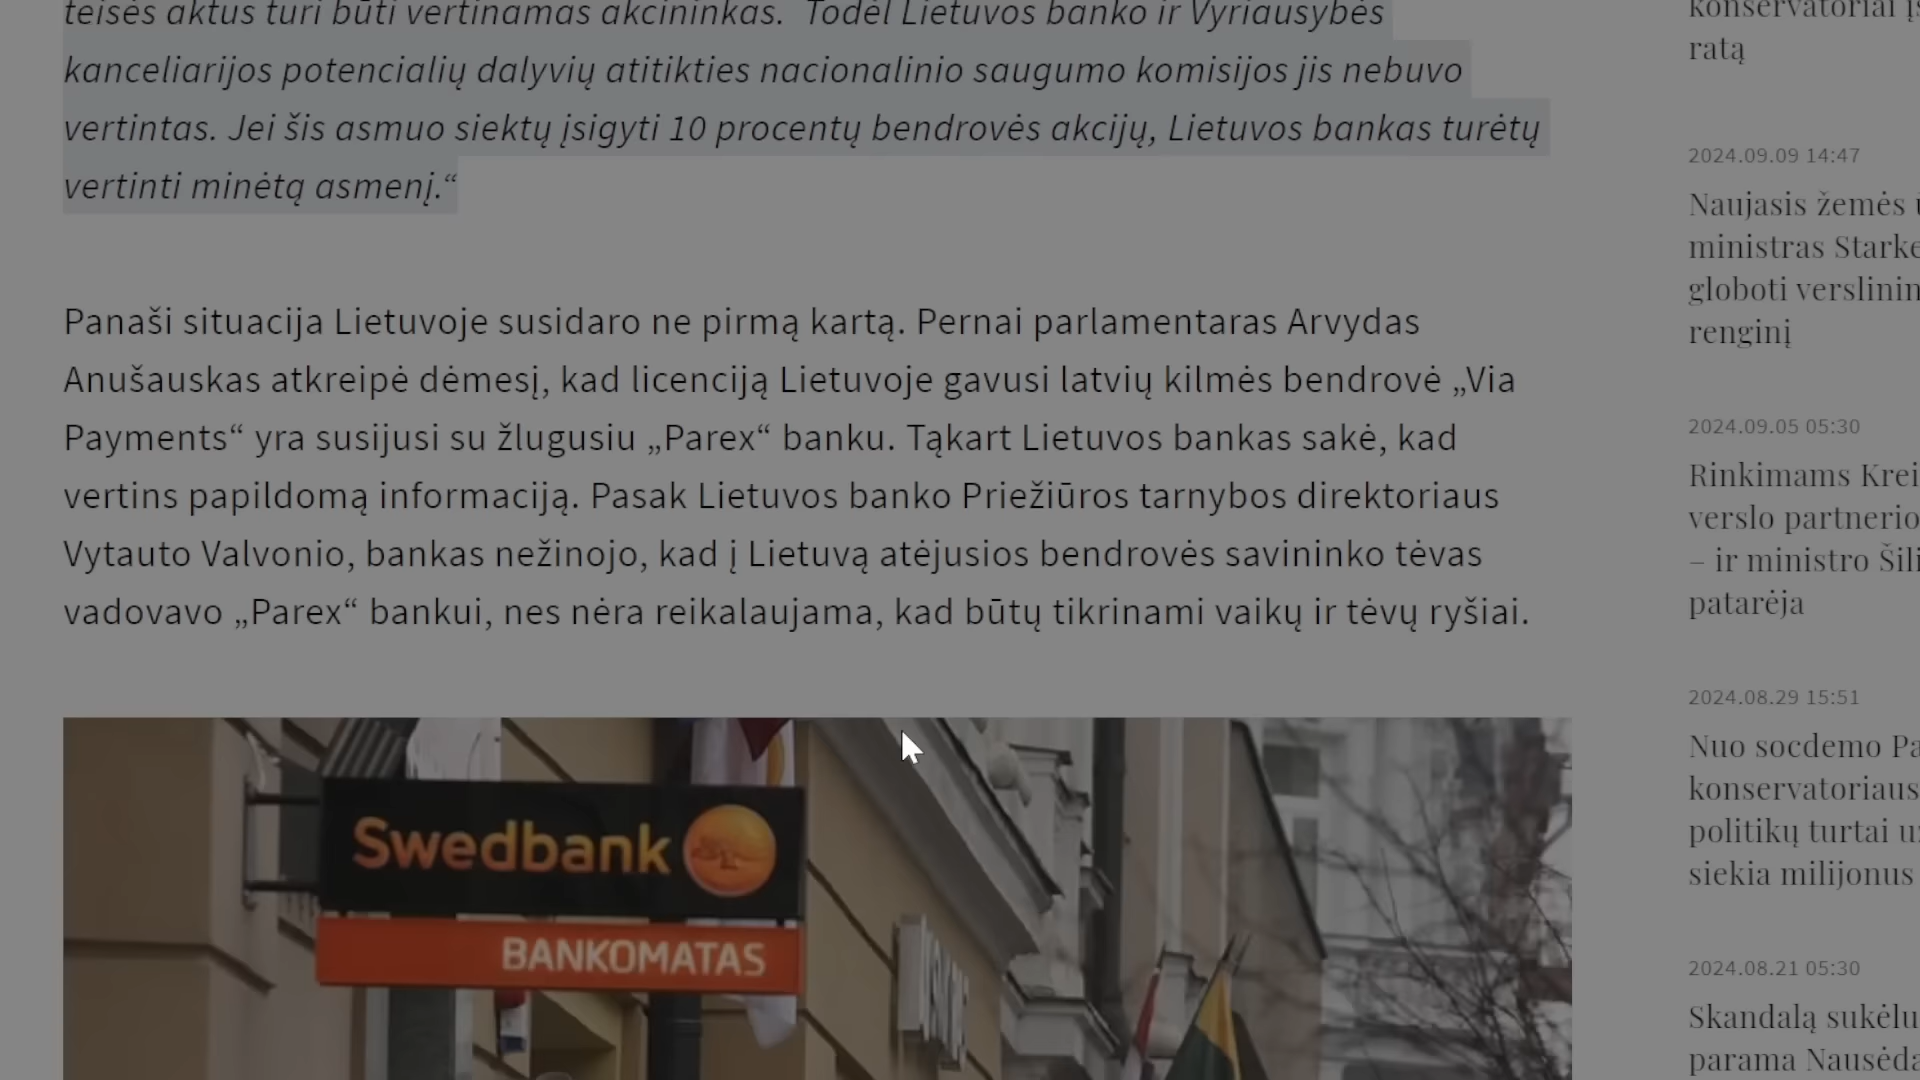 teisės aktus turi būti vertinamas akcininkas. Todėl Lietuvos banko ir Vyriausybės
kanceliarijos potencialių dalyvių atitikties nacionalinio saugumo komisijos jis nebuvo
vertintas. Jei šis asmuo siektų įsigyti 10 procentų bendrovės akcijų, Lietuvos bankas turėtų
vertinti minėtą asmenį.“
Panaši situacija Lietuvoje susidaro ne pirmą kartą. Pernai parlamentaras Arvydas
Anušauskas atkreipė dėmesį, kad licenciją Lietuvoje gavusi latvių kilmės bendrovė „Via
Payments“ yra susijusi su žlugusiu „Parex“ banku. Tąkart Lietuvos bankas sakė, kad
vertins papildomą informaciją. Pasak Lietuvos banko Priežiūros tarnybos direktoriaus
Vytauto Valvonio, bankas nežinojo, kad į Lietuvą atėjusios bendrovės savininko tėvas
vadovavo „Parex“ bankui, nes nėra reikalaujama, kad būtų tikrinami vaikų ir tėvų ryšiai.
Swedbank
BANKOMATAS
konservatoriai
ratą
2024.09.09 14:47
Naujasis žemės
ministras Starke
globoti verslinin
renginį
2024.09.05 05:30
Rinkimams Krei
verslo partnerio
– ir ministro Šili
patarėja
2024.08.29 15:51
Nuo socdemo Pa
konservatoriaus
politikų turtai
siekia milijonus
2024.08.21 05:30
Skandalą sukėlu
parama Nausėda